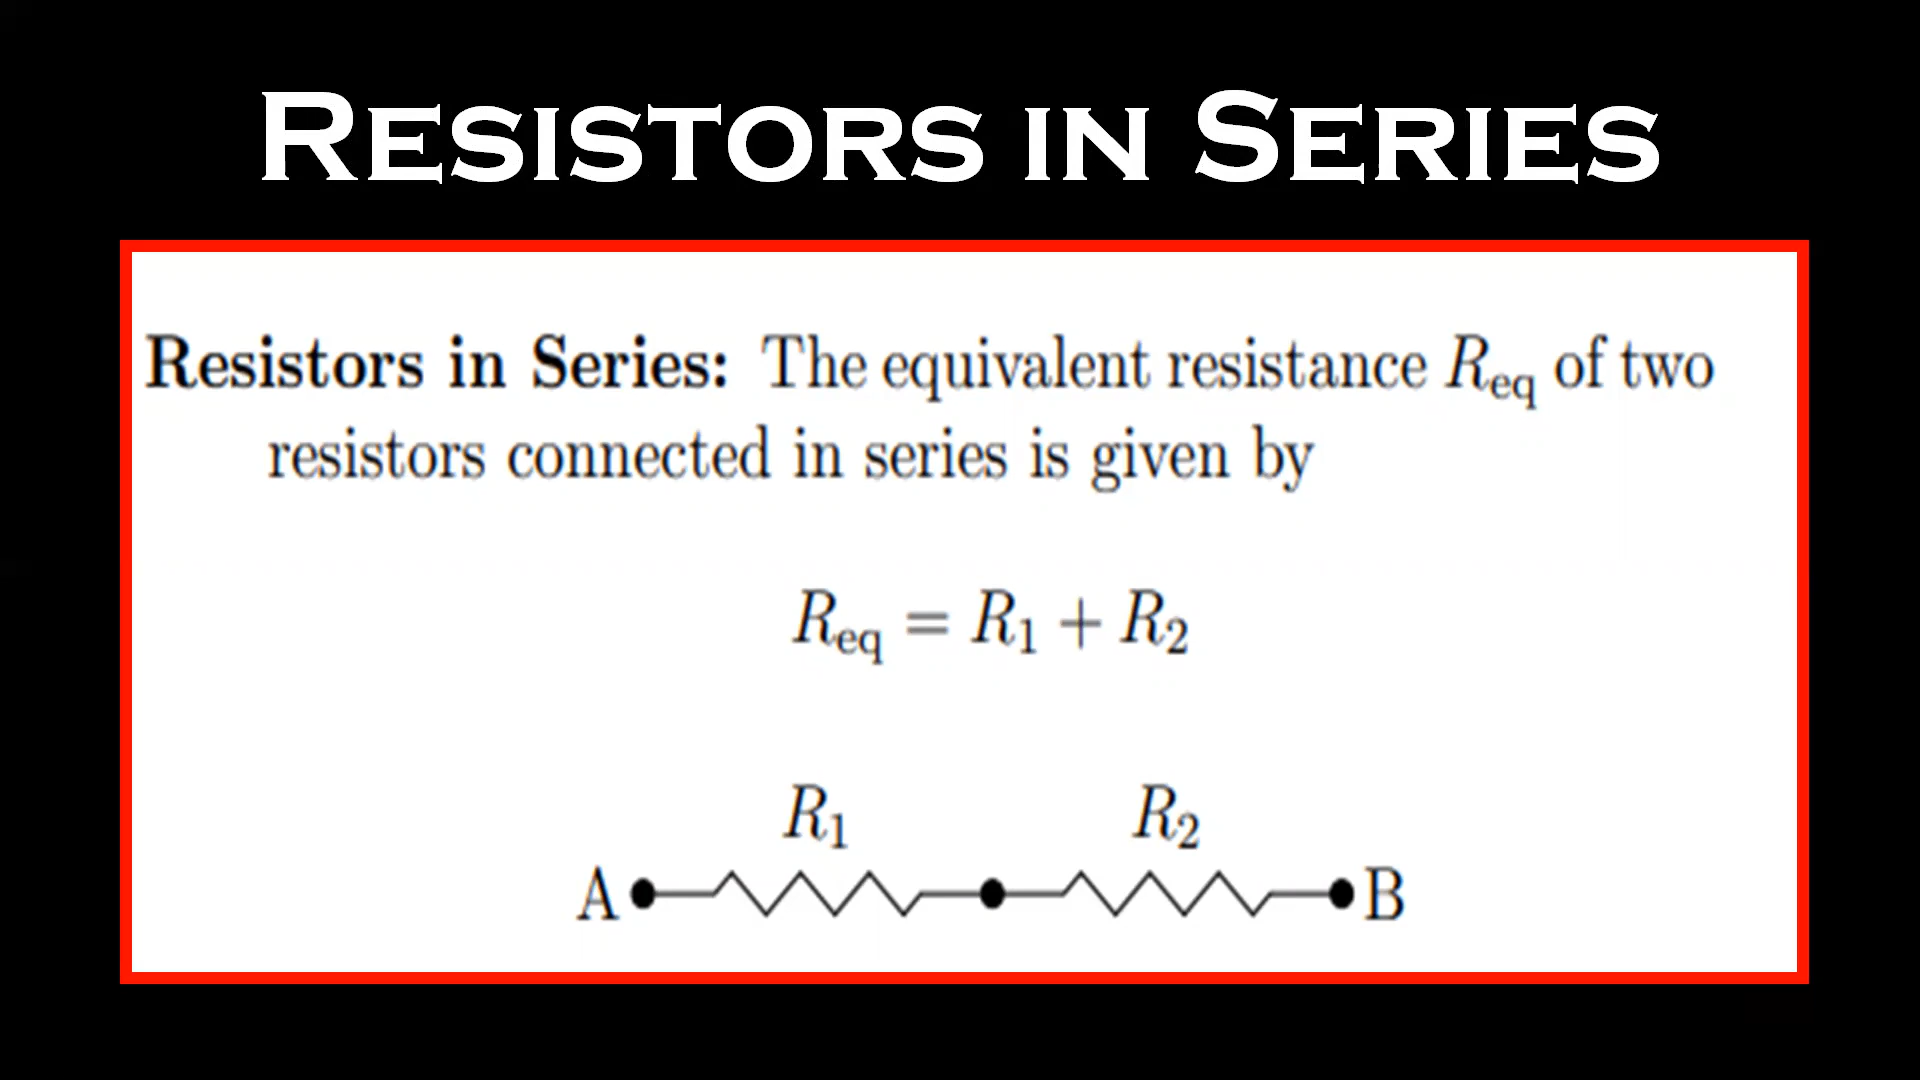 RESISTORS IN SERIES
Resistors in Series: The equivalent resistance R_eq of two
resistors connected in series is given by
R_eq = R_1 + R_2
R_1 R_2
A B